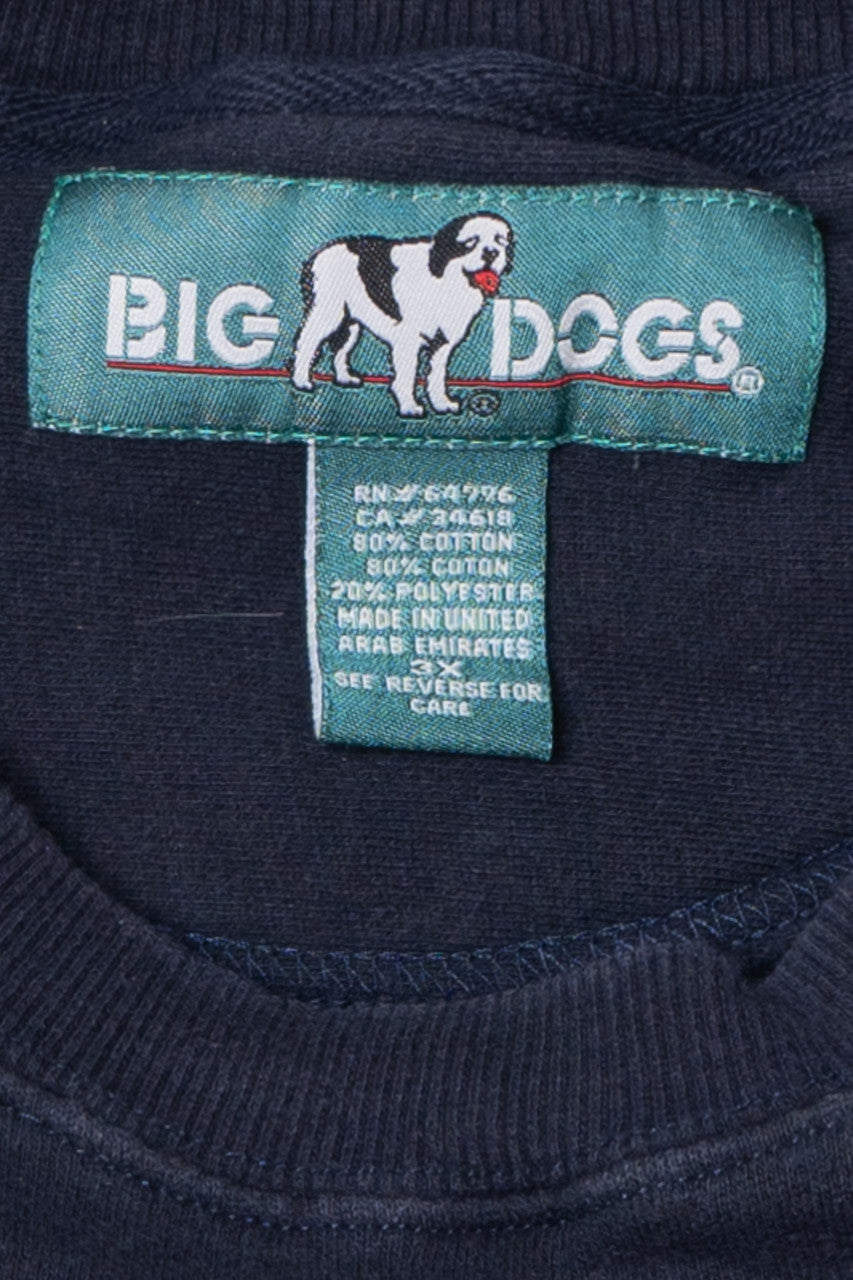 BIG DOGS®
®
RN# 64996
CA# 34618
80% COTTON
80% COTON
20% POLYESTER
MADE IN UNITED
ARAB EMIRATES
3X
SEE REVERSE FOR
CARE